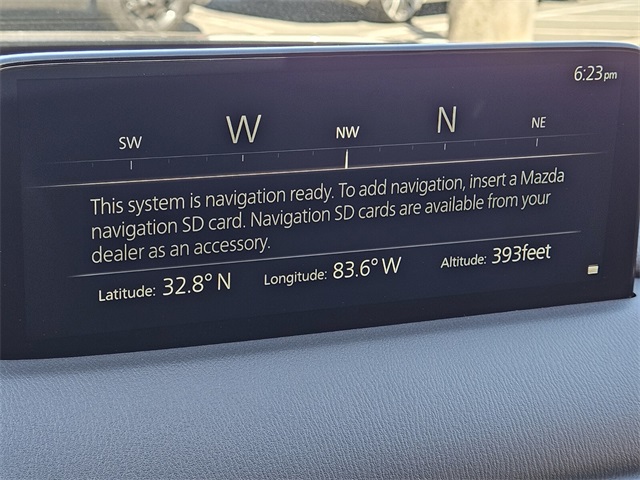 6:23pm
SW W NW N NE
This system is navigation ready. To add navigation, insert a Mazda
navigation SD card. Navigation SD cards are available from your
dealer as an accessory.
Latitude: 32.8° N Longitude: 83.6° W Altitude: 393feet